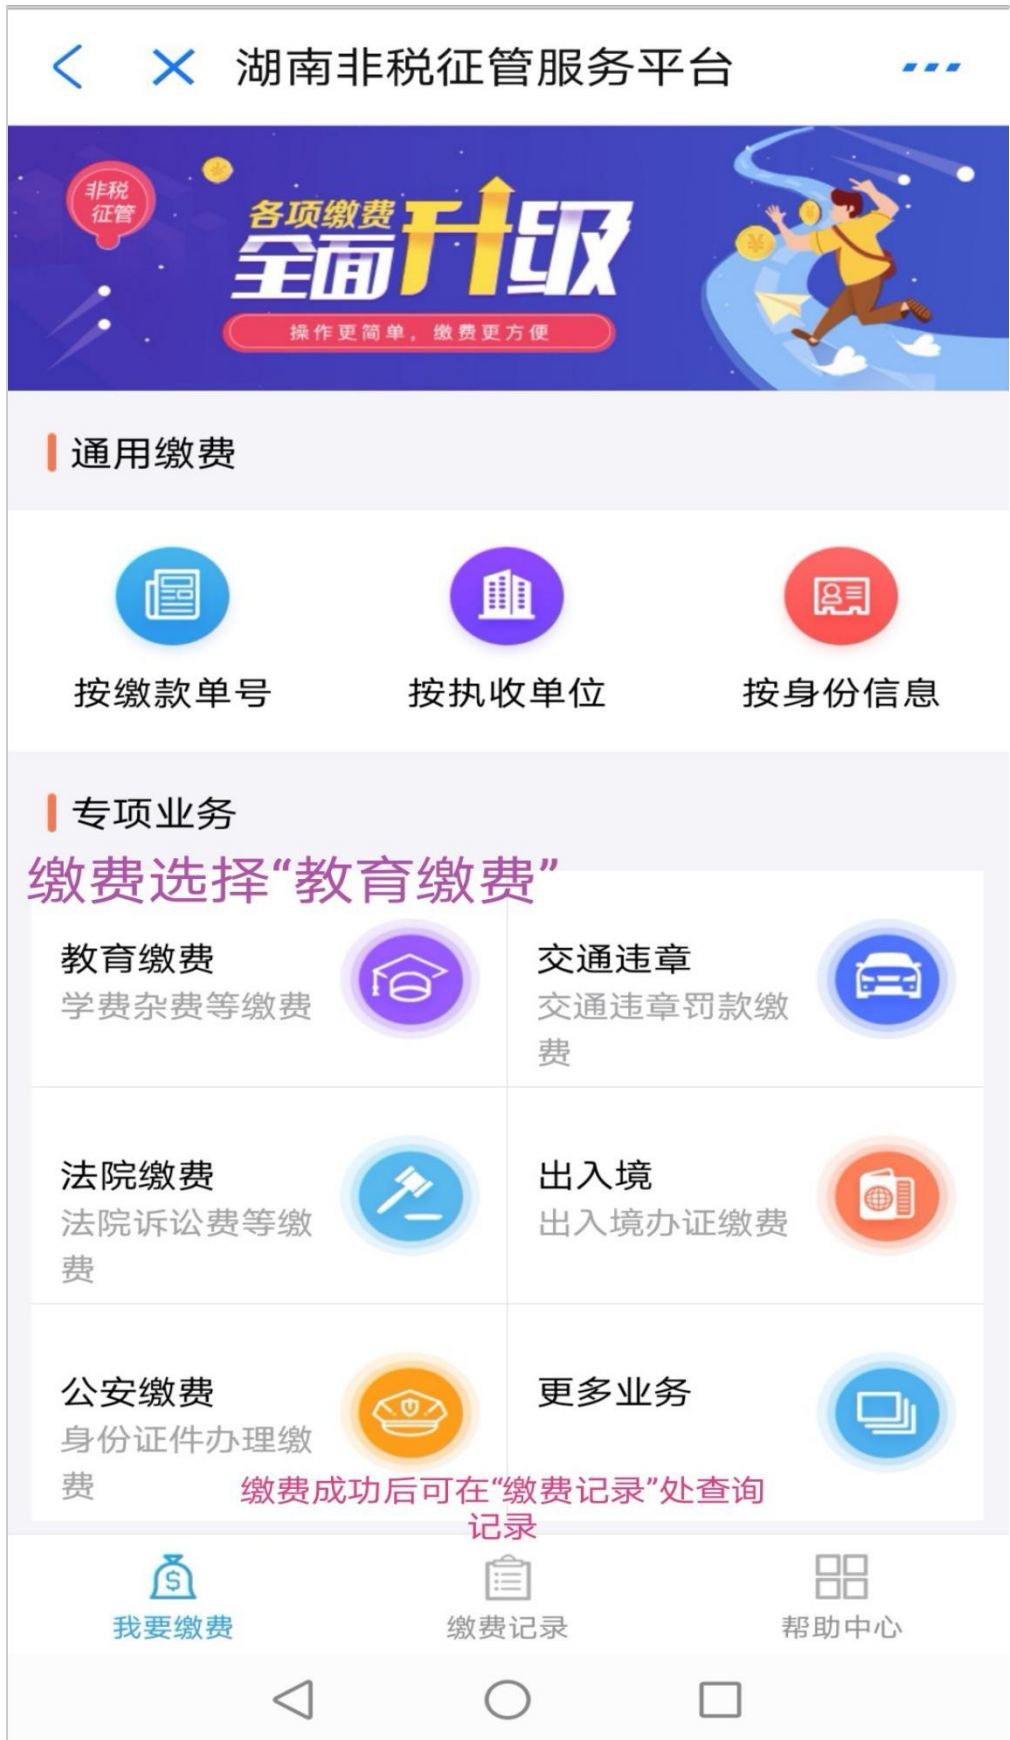 湖南非税征管服务平台
非税
征管
各项缴费
全面升级
操作更简单，缴费更方便
通用缴费
按缴款单号
按执收单位
按身份信息
专项业务
缴费选择“教育缴费”
教育缴费
学费杂费等缴费
交通违章
交通违章罚款缴
费
法院缴费
法院诉讼费等缴
费
出入境
出入境办证缴费
公安缴费
身份证件办理缴
费
更多业务
缴费成功后可在“缴费记录”处查询
记录
我要缴费
缴费记录
帮助中心